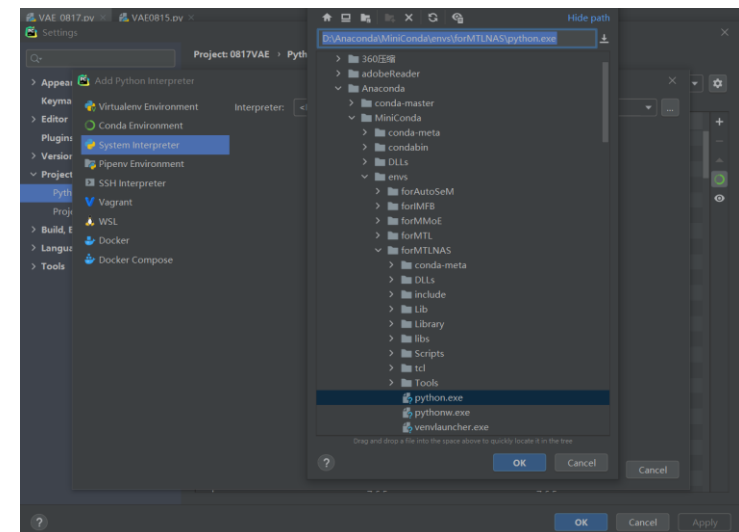 VAE 0817.py
VAE0815.py
Settings
Project: 0817VAE
Pyth
Appear
Keyma
Editor
Plugins
Version
Project
Pyth
Proje
Build, E
Langua
Tools
Add Python Interpreter
Virtualenv Environment
Conda Environment
System Interpreter
Pipenv Environment
SSH Interpreter
Vagrant
WSL
Docker
Docker Compose
Interpreter:
...
Cancel
Hide path
D:\Anaconda\MiniConda\envs\forMTLNAS\python.exe
360压缩
adobeReader
Anaconda
conda-master
MiniConda
conda-meta
condabin
DLLs
envs
forAutoSeM
forIMFB
forMMoE
forMTL
forMTLNAS
conda-meta
DLLs
include
Lib
Library
libs
Scripts
tcl
Tools
python.exe
pythonw.exe
venvlauncher.exe
Drag and drop a file into the space above to quickly locate it in the tree
?
OK
Cancel
?
OK
Cancel
Apply